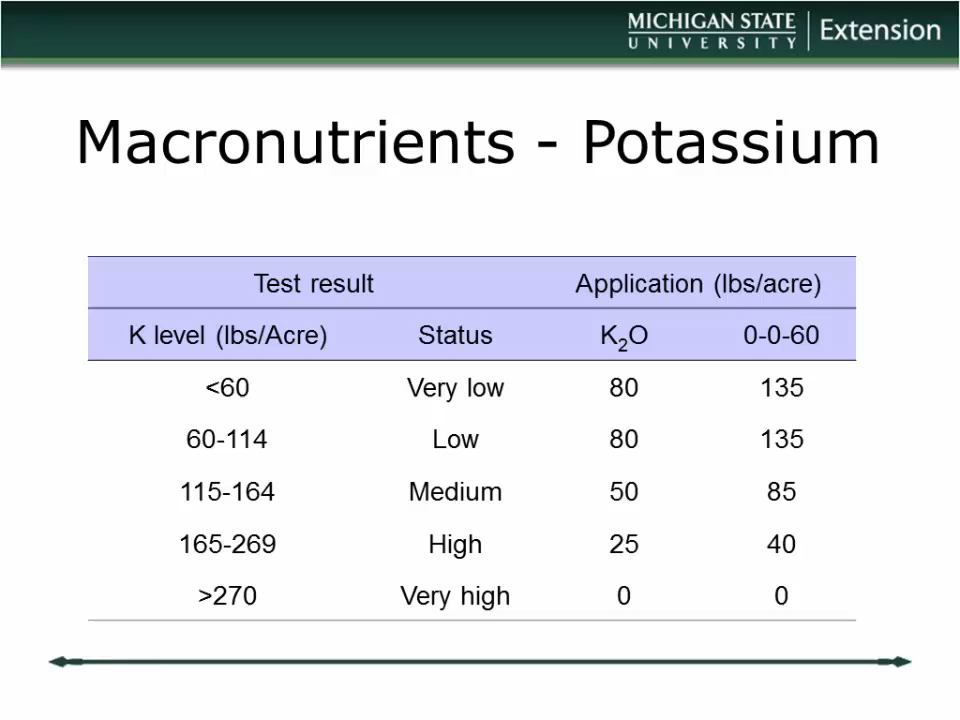 MICHIGAN STATE
UNIVERSITY
Extension
Macronutrients - Potassium
Test result Application (lbs/acre)
K level (lbs/Acre) Status K₂O 0-0-60
<60 Very low 80 135
60-114 Low 80 135
115-164 Medium 50 85
165-269 High 25 40
>270 Very high 0 0